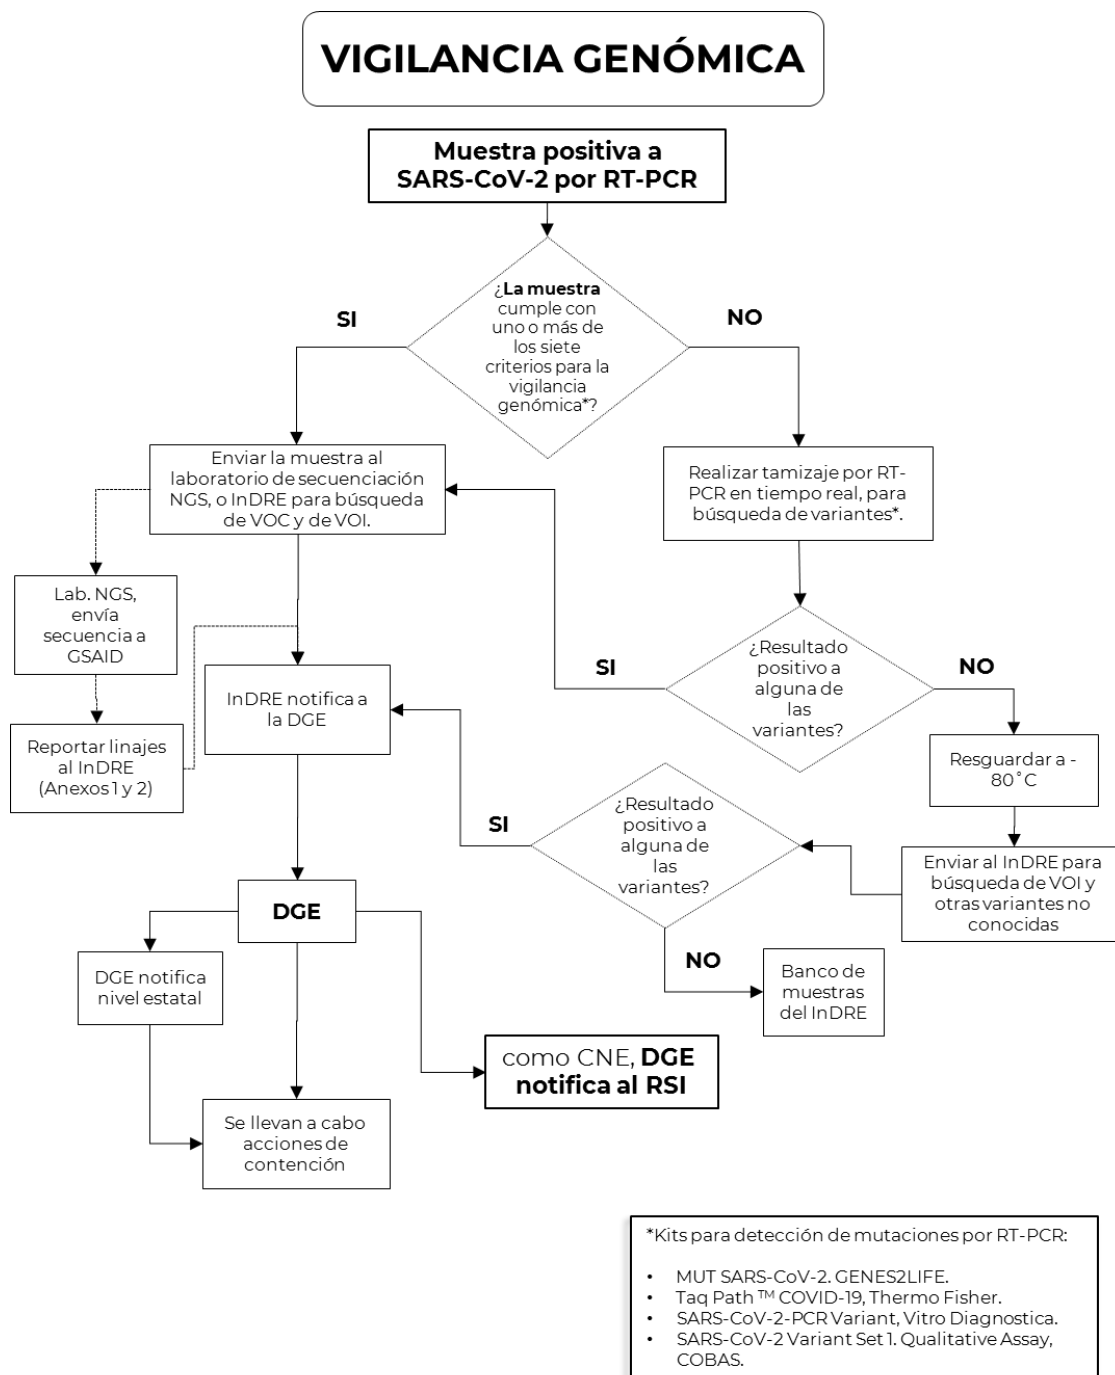 VIGILANCIA GENÓMICA
Muestra positiva a
SARS-CoV-2 por RT-PCR
¿La muestra
cumple con
uno o más de
los siete
criterios para la
vigilancia
genómica*?
SI
NO
Enviar la muestra al
laboratorio de secuenciación
NGS, o InDRE para búsqueda
de VOC y de VOI.
Realizar tamizaje por RT-
PCR en tiempo real, para
búsqueda de variantes*.
Lab. NGS,
envía
secuencia a
GSAID
¿Resultado
positivo a
alguna de
las
variantes?
SI
NO
InDRE notifica a
la DGE
Reportar linajes
al InDRE
(Anexos 1 y 2)
Resguardar a -
80˚C
¿Resultado
positivo a
alguna de
las
variantes?
SI
NO
Enviar al InDRE para
búsqueda de VOI y
otras variantes no
conocidas
DGE
DGE notifica
nivel estatal
Banco de
muestras
del InDRE
como CNE, DGE
notifica al RSI
Se llevan a cabo
acciones de
contención
*Kits para detección de mutaciones por RT-PCR:
• MUT SARS-CoV-2. GENES2LIFE.
• Taq Path ™ COVID-19, Thermo Fisher.
• SARS-CoV-2-PCR Variant, Vitro Diagnostica.
• SARS-CoV-2 Variant Set 1. Qualitative Assay,
COBAS.